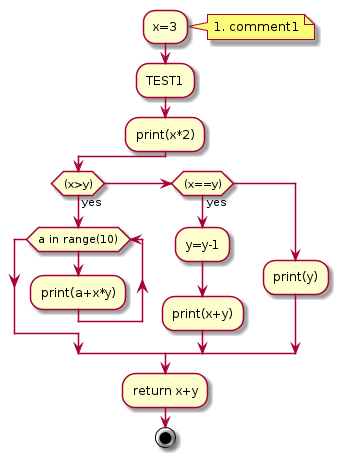 x=3
1. comment1
TEST1
print(x*2)
(x>y)
(x==y)
yes
yes
a in range(10)
y=y-1
print(y)
print(a+x*y)
print(x+y)
return x+y